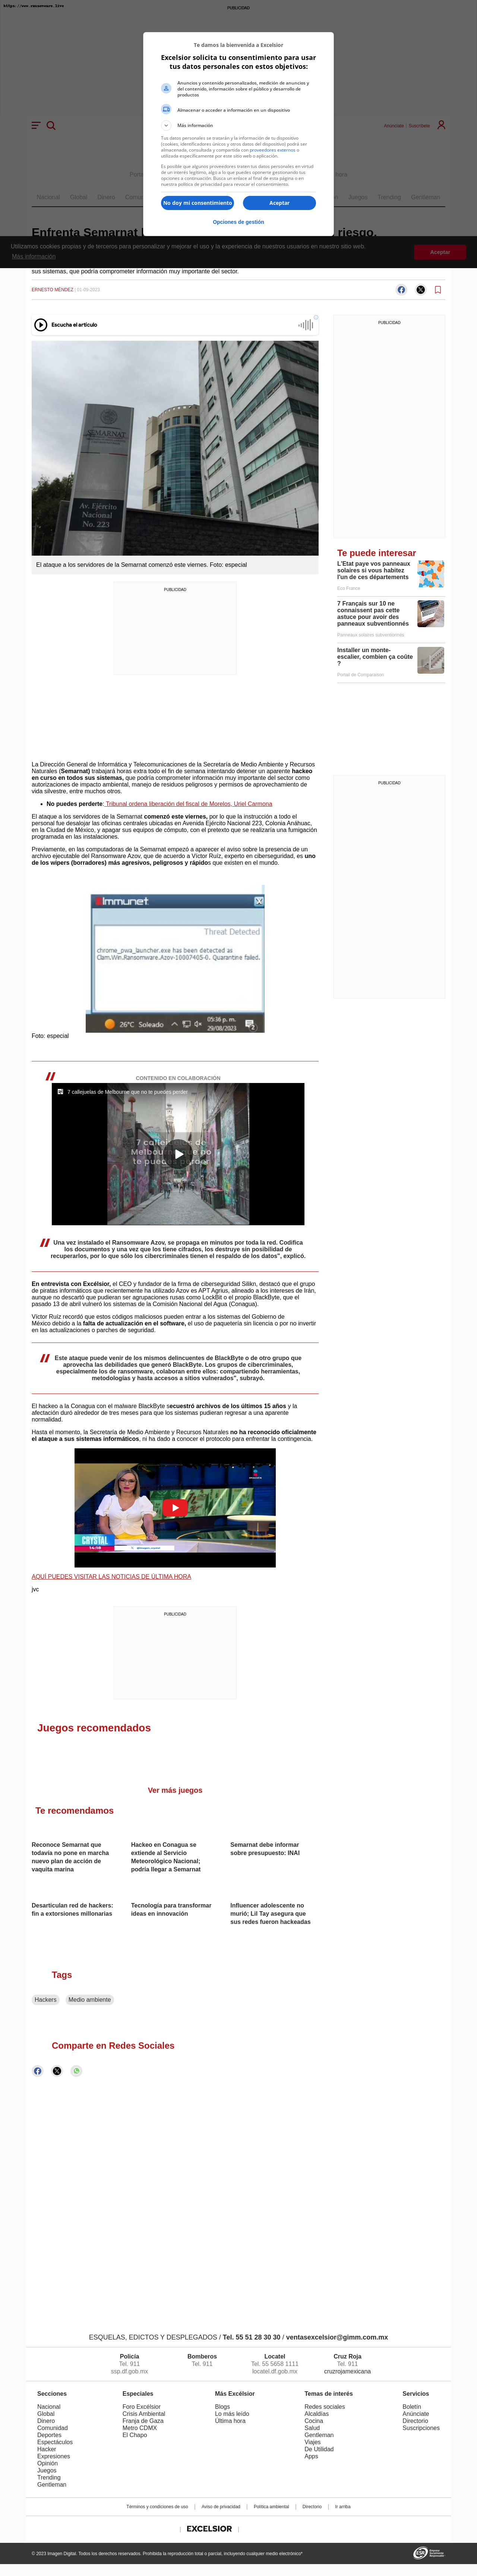 https://www.ransomware.live
PUBLICIDAD
Te damos la bienvenida a Excelsior
Excelsior solicita tu consentimiento para usar
tus datos personales con estos objetivos:
Anuncios y contenido personalizados, medición de anuncios y
del contenido, información sobre el público y desarrollo de
productos
Almacenar o acceder a información en un dispositivo
Más información
Tus datos personales se tratarán y la información de tu dispositivo
(cookies, identificadores únicos y otros datos del dispositivo) podrá ser
almacenada, consultada y compartida con proveedores externos o
utilizada específicamente por este sitio web o aplicación.
Es posible que algunos proveedores traten tus datos personales en virtud
de un interés legítimo, algo a lo que puedes oponerte gestionando tus
opciones a continuación. Busca un enlace al final de esta página o en
nuestra política de privacidad para revocar el consentimiento.
No doy mi consentimiento
Aceptar
Opciones de gestión
Anúnciate | Suscríbete
Nacional Global Dinero
Juegos Trending Gentleman
Enfrenta Semarnat
riesgo.
Utilizamos cookies propias y de terceros para personalizar y mejorar el uso y la experiencia de nuestros usuarios en nuestro sitio web.
Más información
Aceptar
sus sistemas, que podría comprometer información muy importante del sector.
ERNESTO MÉNDEZ | 01-09-2023
Escucha el artículo
SEMARNAT
Av. Ejército
Nacional
No. 223
El ataque a los servidores de la Semarnat comenzó este viernes. Foto: especial
PUBLICIDAD
PUBLICIDAD
Te puede interesar
L'Etat paye vos panneaux
solaires si vous habitez
l'un de ces départements
Eco France
7 Français sur 10 ne
connaissent pas cette
astuce pour avoir des
panneaux subventionnés
Panneaux solaires subventionnés
Installer un monte-
escalier, combien ça coûte
?
Portail de Comparaison
PUBLICIDAD
La Dirección General de Informática y Telecomunicaciones de la Secretaría de Medio Ambiente y Recursos
Naturales (Semarnat) trabajará horas extra todo el fin de semana intentando detener un aparente hackeo
en curso en todos sus sistemas, que podría comprometer información muy importante del sector como
autorizaciones de impacto ambiental, manejo de residuos peligrosos y permisos de aprovechamiento de
vida silvestre, entre muchos otros.
• No puedes perderte: Tribunal ordena liberación del fiscal de Morelos, Uriel Carmona
El ataque a los servidores de la Semarnat comenzó este viernes, por lo que la instrucción a todo el
personal fue desalojar las oficinas centrales ubicadas en Avenida Ejército Nacional 223, Colonia Anáhuac,
en la Ciudad de México, y apagar sus equipos de cómputo, con el pretexto de que se realizaría una fumigación
programada en las instalaciones.
Previamente, en las computadoras de la Semarnat empezó a aparecer el aviso sobre la presencia de un
archivo ejecutable del Ransomware Azov, que de acuerdo a Víctor Ruíz, experto en ciberseguridad, es uno
de los wipers (borradores) más agresivos, peligrosos y rápidos que existen en el mundo.
Immunet
Threat Detected
chrome_pwa_launcher.exe has been detected as
Clam.Win.Ransomware.Azov-10007405-0. Quarantine failed.
26°C Soleado
05:36 p. m.
29/08/2023
Foto: especial
CONTENIDO EN COLABORACIÓN
7 callejuelas de Melbourne que no te puedes perder
Una vez instalado el Ransomware Azov, se propaga en minutos por toda la red. Codifica
los documentos y una vez que los tiene cifrados, los destruye sin posibilidad de
recuperarlos, por lo que sólo los cibercriminales tienen el respaldo de los datos”, explicó.
En entrevista con Excélsior, el CEO y fundador de la firma de ciberseguridad Silikn, destacó que el grupo
de piratas informáticos que recientemente ha utilizado Azov es APT Agrius, alineado a los intereses de Irán,
aunque no descartó que pudieran ser agrupaciones rusas como LockBit o el propio BlackByte, que el
pasado 13 de abril vulneró los sistemas de la Comisión Nacional del Agua (Conagua).
Víctor Ruíz recordó que estos códigos maliciosos pueden entrar a los sistemas del Gobierno de
México debido a la falta de actualización en el software, el uso de paquetería sin licencia o por no invertir
en las actualizaciones o parches de seguridad.
Este ataque puede venir de los mismos delincuentes de BlackByte o de otro grupo que
aprovecha las debilidades que generó BlackByte. Los grupos de cibercriminales,
especialmente los de ransomware, colaboran entre ellos: compartiendo herramientas,
metodologías y hasta accesos a sitios vulnerados”, subrayó.
El hackeo a la Conagua con el malware BlackByte secuestró archivos de los últimos 15 años y la
afectación duró alrededor de tres meses para que los sistemas pudieran regresar a una aparente
normalidad.
Hasta el momento, la Secretaría de Medio Ambiente y Recursos Naturales no ha reconocido oficialmente
el ataque a sus sistemas informáticos, ni ha dado a conocer el protocolo para enfrentar la contingencia.
CRYSTAL
AQUÍ PUEDES VISITAR LAS NOTICIAS DE ÚLTIMA HORA
jvc
PUBLICIDAD
Juegos recomendados
Ver más juegos
Te recomendamos
Reconoce Semarnat que
todavía no pone en marcha
nuevo plan de acción de
vaquita marina
Hackeo en Conagua se
extiende al Servicio
Meteorológico Nacional;
podría llegar a Semarnat
Semarnat debe informar
sobre presupuesto: INAI
Desarticulan red de hackers:
fin a extorsiones millonarias
Tecnología para transformar
ideas en innovación
Influencer adolescente no
murió; Lil Tay asegura que
sus redes fueron hackeadas
Tags
Hackers Medio ambiente
Comparte en Redes Sociales
ESQUELAS, EDICTOS Y DESPLEGADOS / Tel. 55 51 28 30 30 / ventasexcelsior@gimm.com.mx
Policía
Tel. 911
ssp.df.gob.mx
Bomberos
Tel. 911
Locatel
Tel. 55 5658 1111
locatel.df.gob.mx
Cruz Roja
Tel. 911
cruzrojamexicana
Secciones
Nacional
Global
Dinero
Comunidad
Deportes
Espectáculos
Hacker
Expresiones
Opinión
Juegos
Trending
Gentleman
Especiales
Foro Excélsior
Crisis Ambiental
Franja de Gaza
Metro CDMX
El Chapo
Más Excélsior
Blogs
Lo más leído
Última hora
Temas de interés
Redes sociales
Alcaldías
Cocina
Salud
Gentleman
Viajes
De Utilidad
Apps
Servicios
Boletín
Anúnciate
Directorio
Suscripciones
Términos y condiciones de uso | Aviso de privacidad | Política ambiental | Directorio | Ir arriba
| EXCELSIOR |
© 2023 Imagen Digital. Todos los derechos reservados. Prohibida la reproducción total o parcial, incluyendo cualquier medio electrónico*